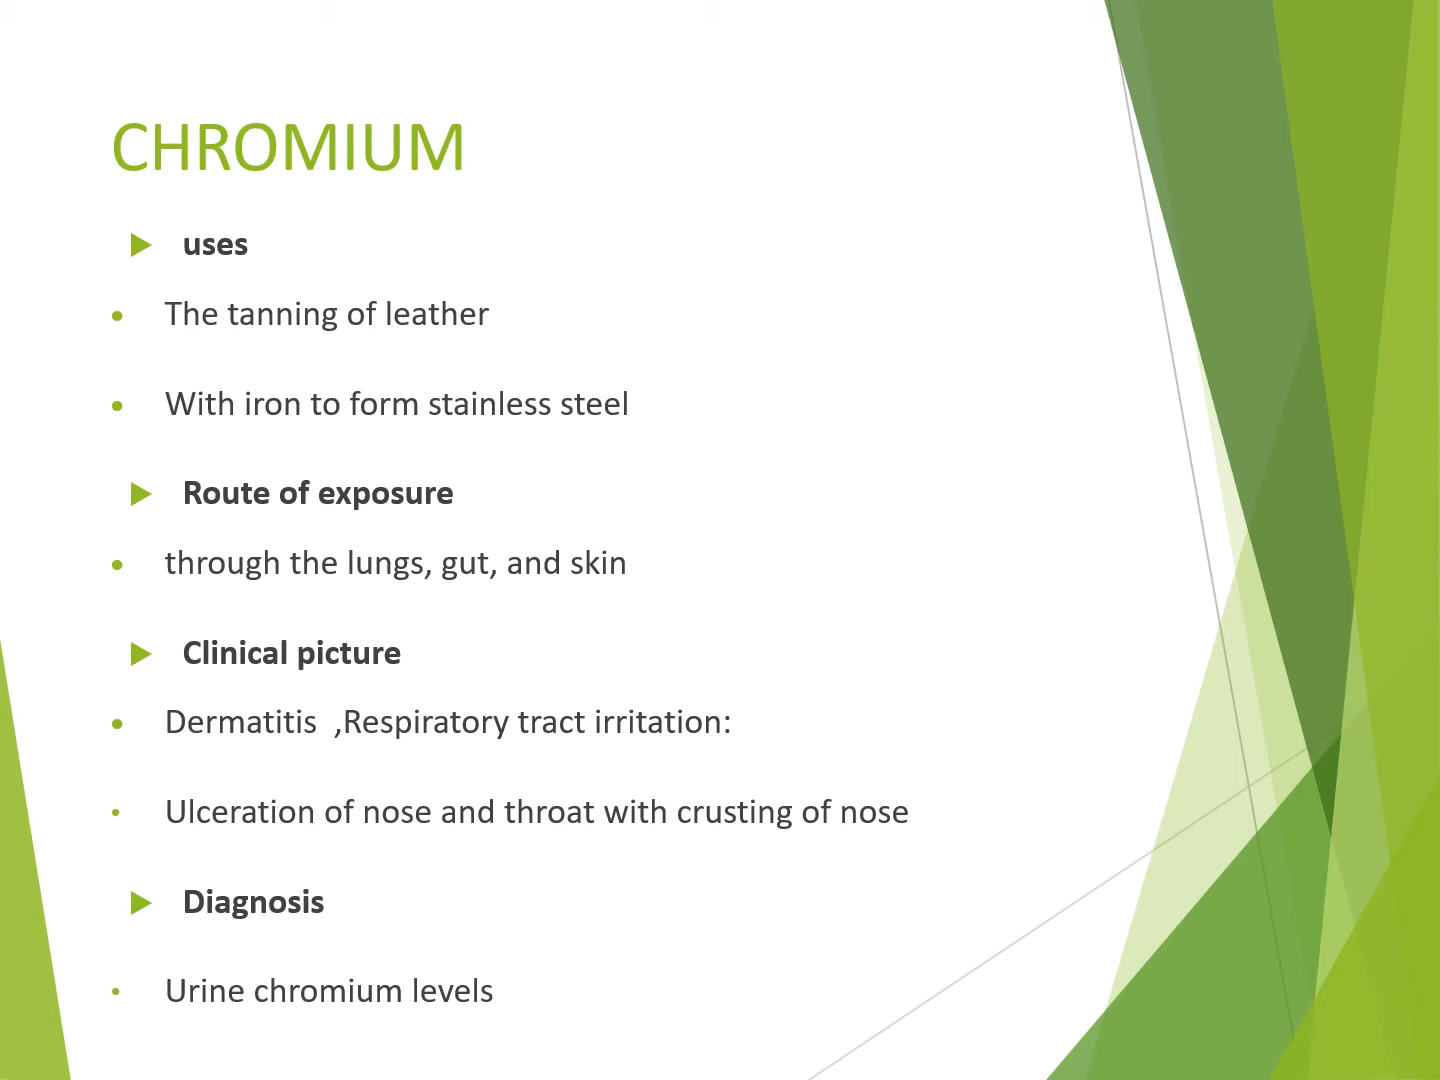 CHROMIUM
uses
The tanning of leather
With iron to form stainless steel
Route of exposure
through the lungs, gut, and skin
Clinical picture
Dermatitis  ,Respiratory tract irritation:
Ulceration of nose and throat with crusting of nose
Diagnosis
Urine chromium levels